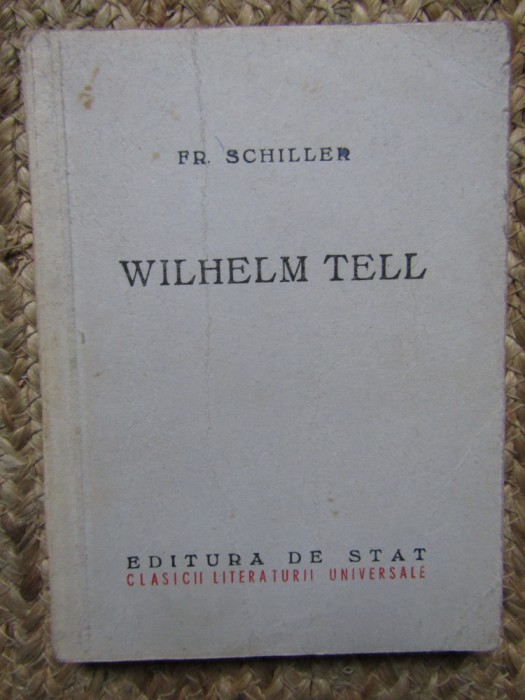 FR. SCHILLER
WILHELM TELL
EDITURA DE STAT
CLASICII LITERATURII UNIVERSALE